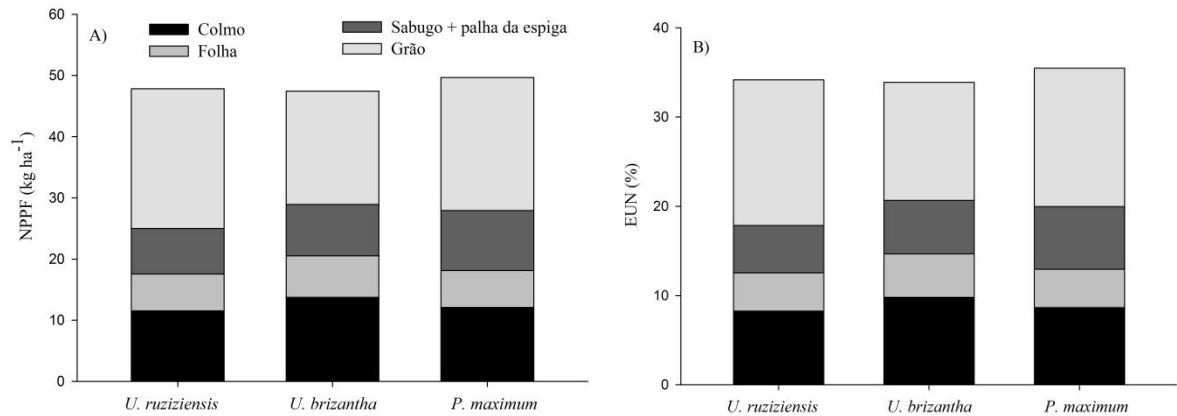 A)
Colmo
Folha
Sabugo + palha da espiga
Grão
NPPF (kg ha⁻¹)
60
50
40
30
20
10
0
U. ruziziensis
U. brizantha
P. maximum
B)
EUN (%)
40
30
20
10
0
U. ruziziensis
U. brizantha
P. maximum